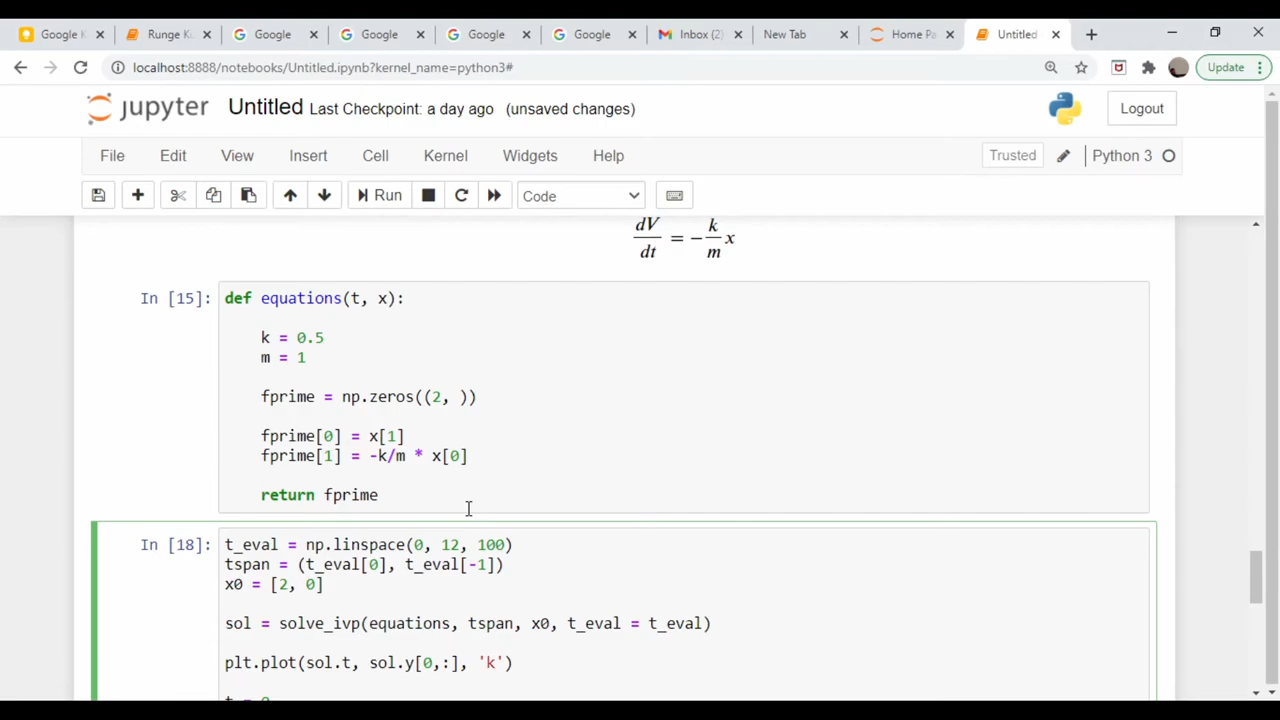 Google K
Runge K
Google
Google
Google
Google
Inbox (2)
New Tab
Home Pa
Untitled
localhost:8888/notebooks/Untitled.ipynb?kernel_name=python3#
Update
jupyter Untitled Last Checkpoint: a day ago (unsaved changes)
Logout
File Edit View Insert Cell Kernel Widgets Help
Trusted
Python 3
Run
Code
dV/dt = -k/m x
In [15]: def equations(t, x):
k = 0.5
m = 1
fprime = np.zeros((2, ))
fprime[0] = x[1]
fprime[1] = -k/m * x[0]
return fprime
In [18]: t_eval = np.linspace(0, 12, 100)
tspan = (t_eval[0], t_eval[-1])
x0 = [2, 0]
sol = solve_ivp(equations, tspan, x0, t_eval = t_eval)
plt.plot(sol.t, sol.y[0,:], 'k')